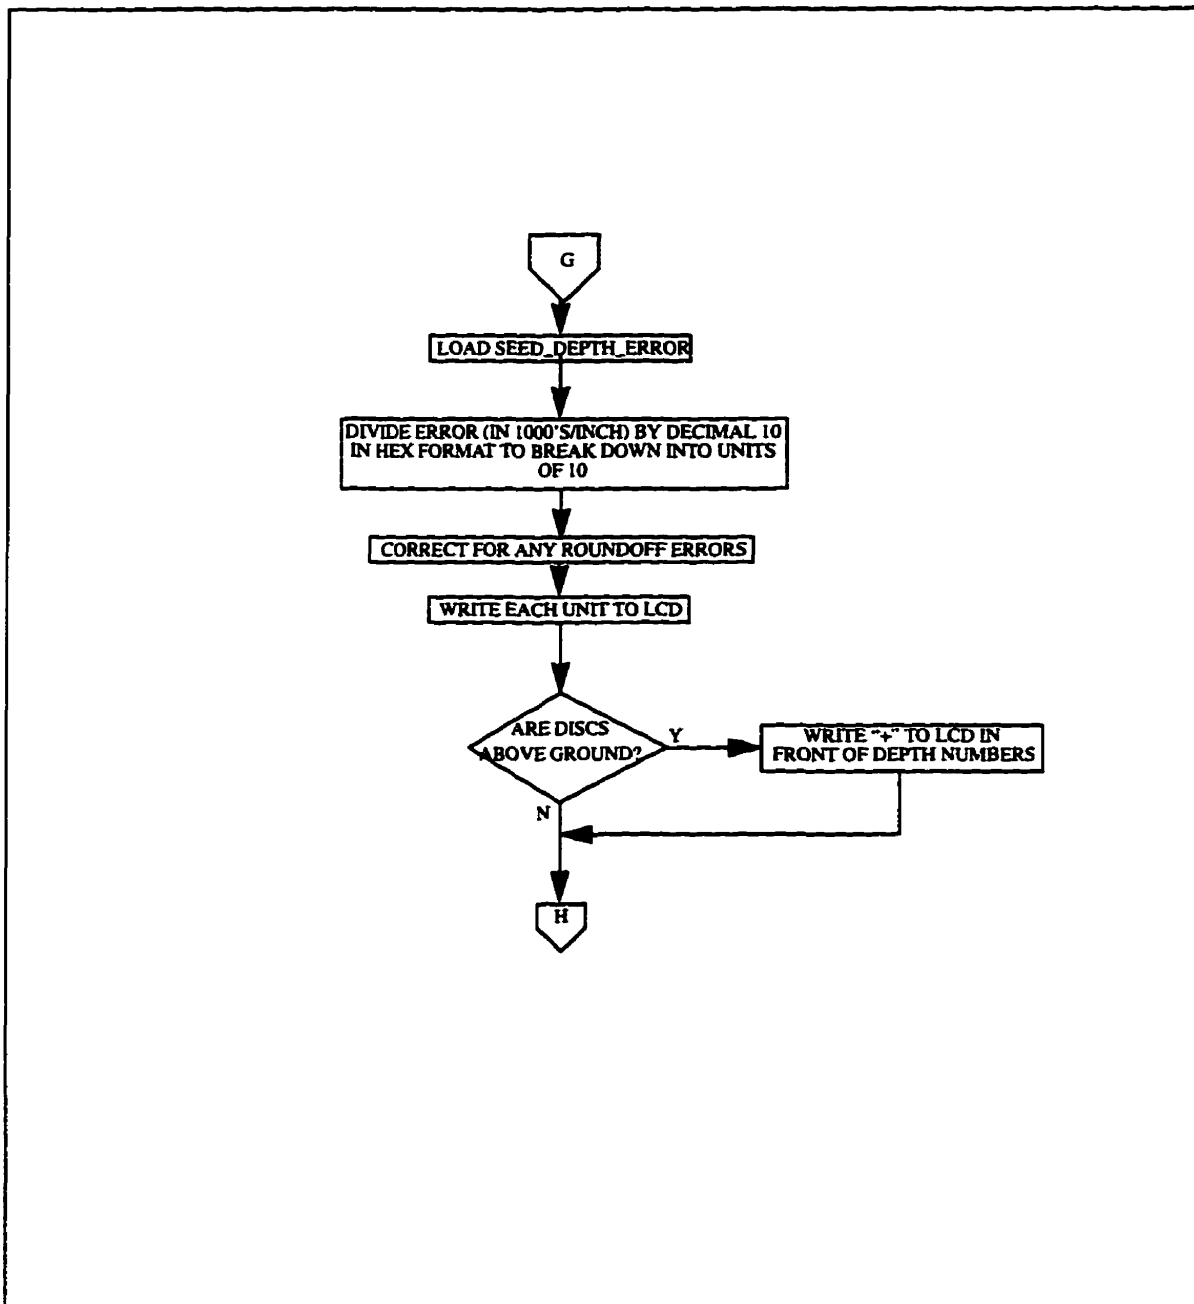 G
LOAD SEED_DEPTH_ERROR
DIVIDE ERROR (IN 1000'S/INCH) BY DECIMAL 10
IN HEX FORMAT TO BREAK DOWN INTO UNITS
OF 10
CORRECT FOR ANY ROUNDOFF ERRORS
WRITE EACH UNIT TO LCD
ARE DISCS
ABOVE GROUND?
Y
WRITE "+" TO LCD IN
FRONT OF DEPTH NUMBERS
N
H